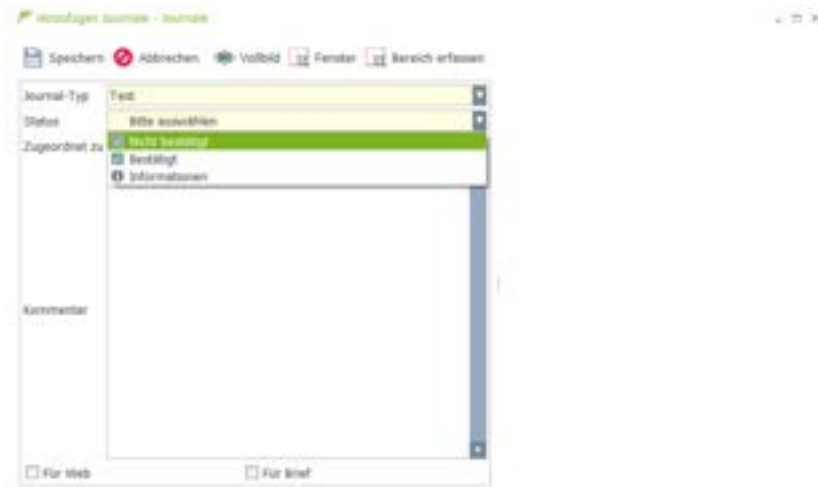 Hinzufügen Journale - Journale
Speichern Abbrechen Vollbild Fenster Bereich erfassen
Journal-Typ Text
Status Bitte auswählen
Zugeordnet zu Nicht bestätigt
Bestätigt
Informationen
Kommentar
Für Web Für Brief